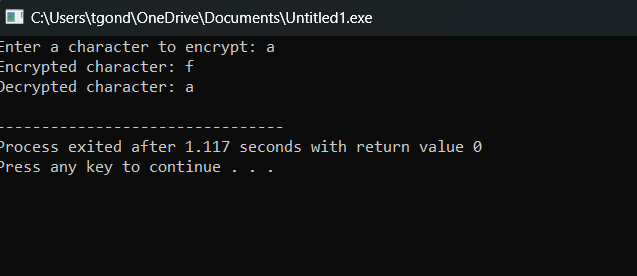 C:\Users\tgond\OneDrive\Documents\Untitled1.exe
Enter a character to encrypt: a
Encrypted character: f
Decrypted character: a
--------------------------------
Process exited after 1.117 seconds with return value 0
Press any key to continue . . .